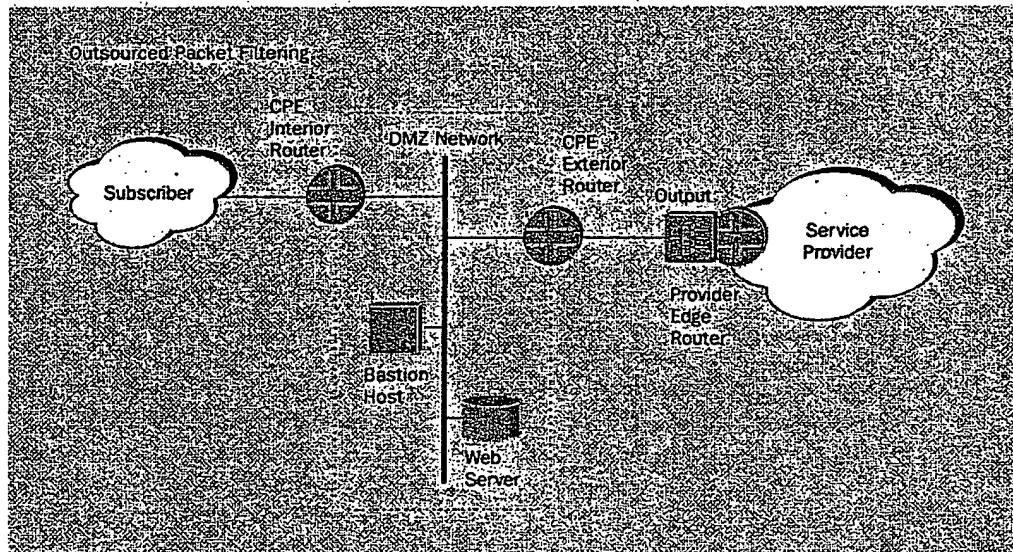 Outsourced Packet Filtering
CPE
Interior
Router
DMZ Network
CPE
Exterior
Router
Output
Subscriber
Service
Provider
Provider
Edge
Router
Bastion
Host
Web
Server